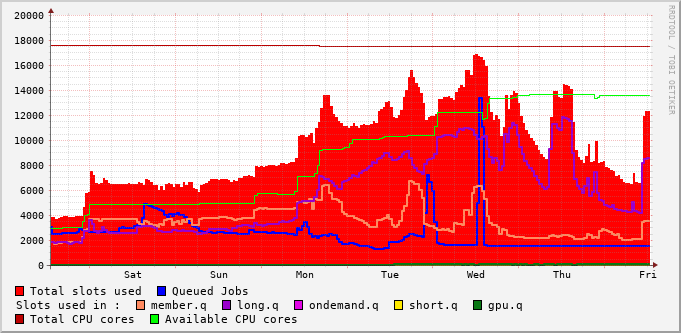 20000
18000
16000
14000
12000
10000
8000
6000
4000
2000
0
Sat Sun Mon Tue Wed Thu Fri
Total slots used Queued Jobs
Slots used in : member.q long.q ondemand.q short.q gpu.q
Total CPU cores Available CPU cores
RRDTOOL / TOBI OETIKER